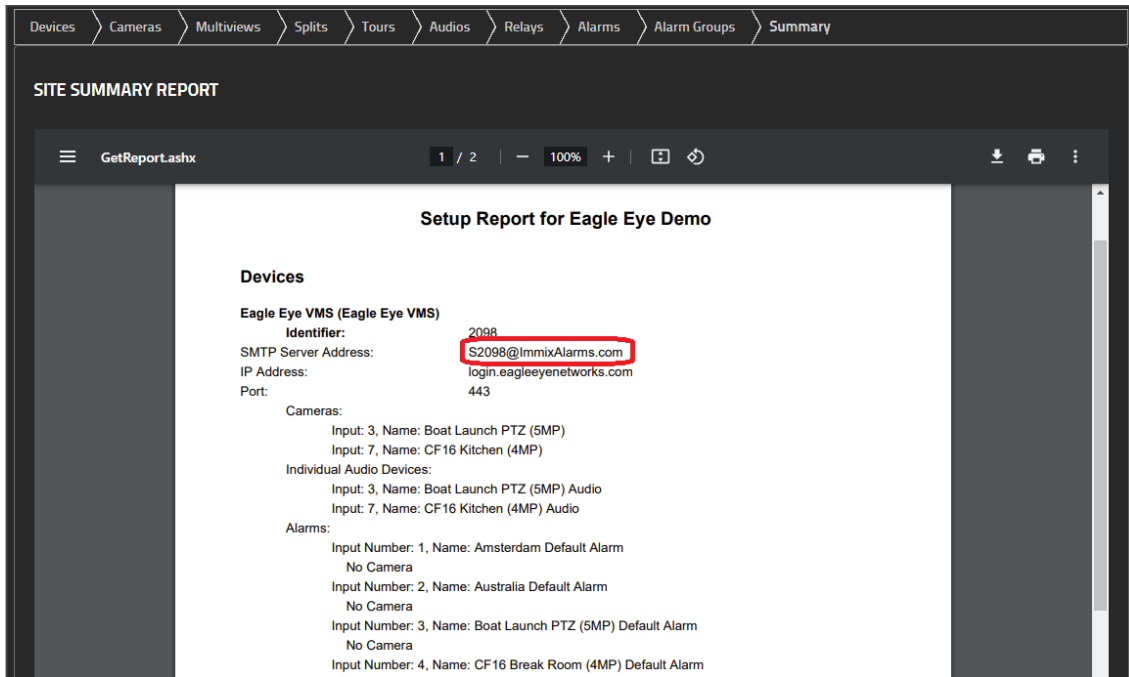 Devices Cameras Multiviews Splits Tours Audios Relays Alarms Alarm Groups Summary
SITE SUMMARY REPORT
GetReport.ashx 1 / 2 100%
Setup Report for Eagle Eye Demo
Devices
Eagle Eye VMS (Eagle Eye VMS)
Identifier: 2098
SMTP Server Address: S2098@ImmixAlarms.com
IP Address: login.eagleeyenetworks.com
Port: 443
Cameras:
Input: 3, Name: Boat Launch PTZ (5MP)
Input: 7, Name: CF16 Kitchen (4MP)
Individual Audio Devices:
Input: 3, Name: Boat Launch PTZ (5MP) Audio
Input: 7, Name: CF16 Kitchen (4MP) Audio
Alarms:
Input Number: 1, Name: Amsterdam Default Alarm
No Camera
Input Number: 2, Name: Australia Default Alarm
No Camera
Input Number: 3, Name: Boat Launch PTZ (5MP) Default Alarm
No Camera
Input Number: 4, Name: CF16 Break Room (4MP) Default Alarm